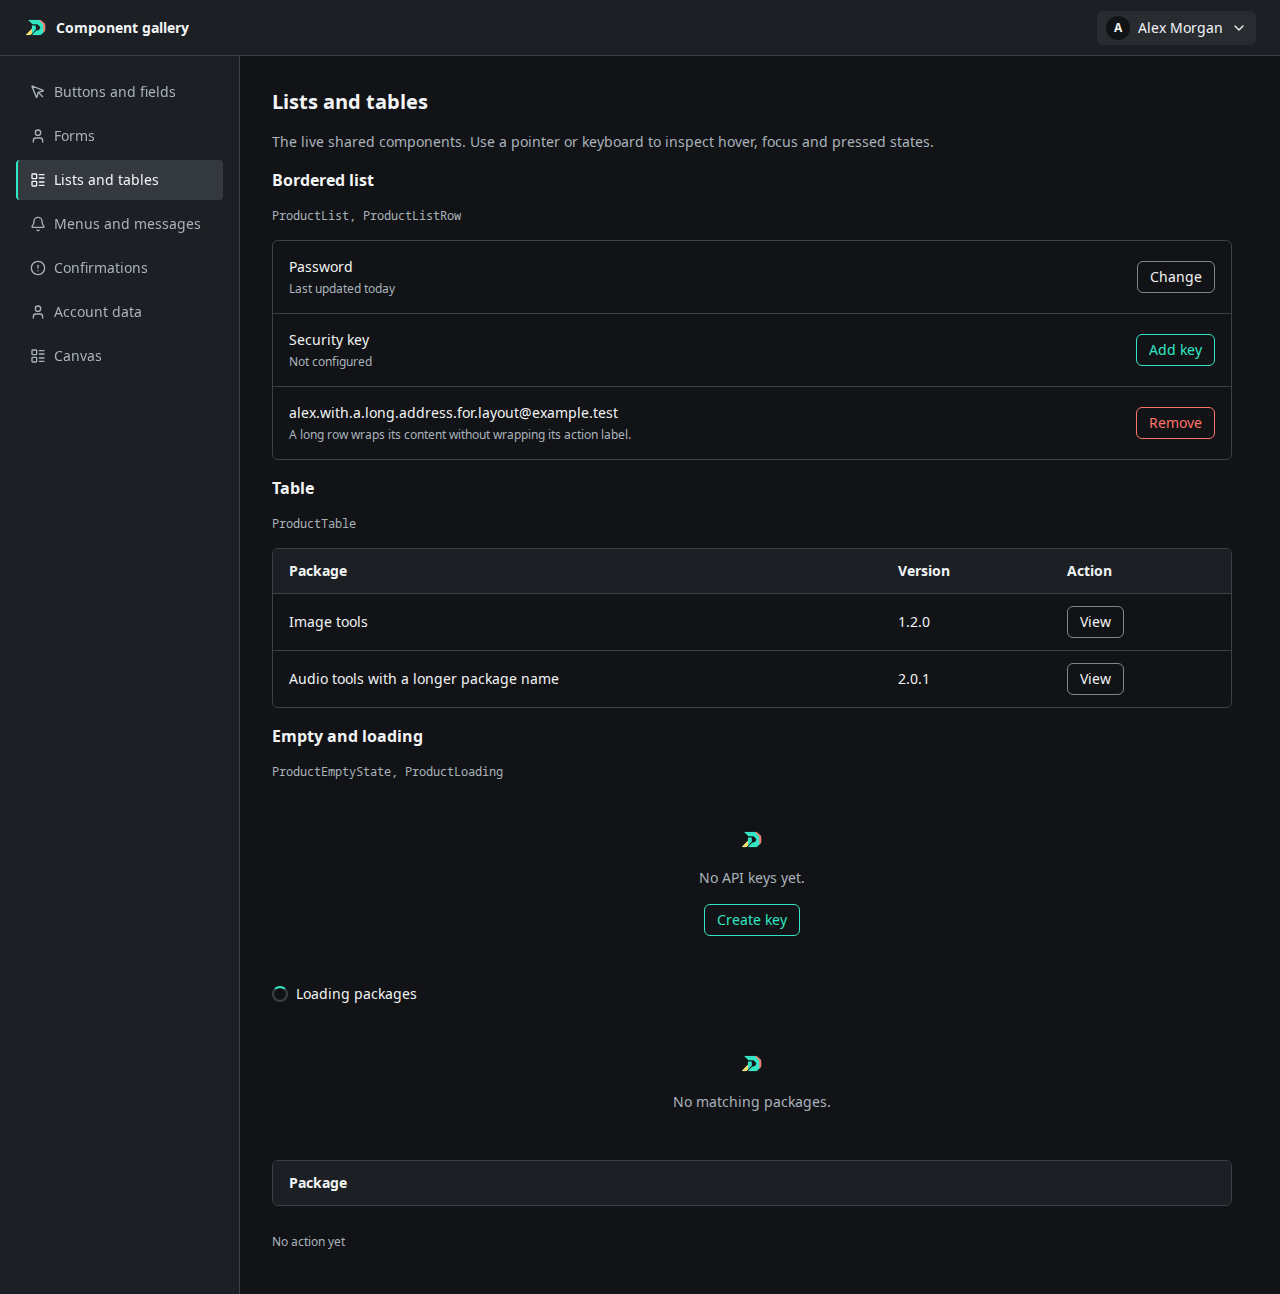 Component gallery
A Alex Morgan
Buttons and fields
Forms
Lists and tables
Menus and messages
Confirmations
Account data
Canvas
Lists and tables
The live shared components. Use a pointer or keyboard to inspect hover, focus and pressed states.
Bordered list
ProductList, ProductListRow
Password
Last updated today
Change
Security key
Not configured
Add key
alex.with.a.long.address.for.layout@example.test
A long row wraps its content without wrapping its action label.
Remove
Table
ProductTable
Package Version Action
Image tools 1.2.0 View
Audio tools with a longer package name 2.0.1 View
Empty and loading
ProductEmptyState, ProductLoading
No API keys yet.
Create key
Loading packages
No matching packages.
Package
No action yet